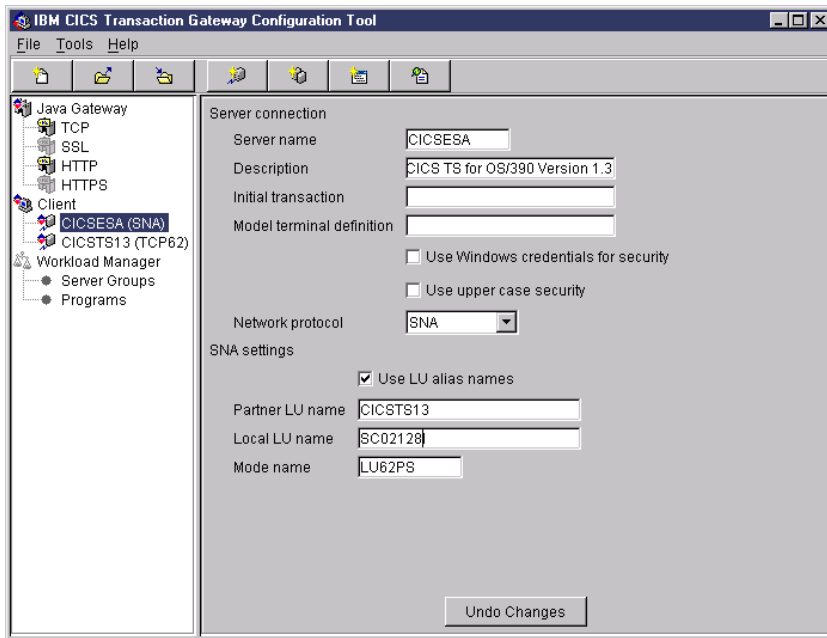 IBM CICS Transaction Gateway Configuration Tool
File Tools Help
Java Gateway
TCP
SSL
HTTP
HTTPS
Client
CICSESA (SNA)
CICSTS13 (TCP62)
Workload Manager
Server Groups
Programs
Server connection
Server name CICSESA
Description CICS TS for OS/390 Version 1.3
Initial transaction
Model terminal definition
Use Windows credentials for security
Use upper case security
Network protocol SNA
SNA settings
Use LU alias names
Partner LU name CICSTS13
Local LU name SC02128I
Mode name LU62PS
Undo Changes